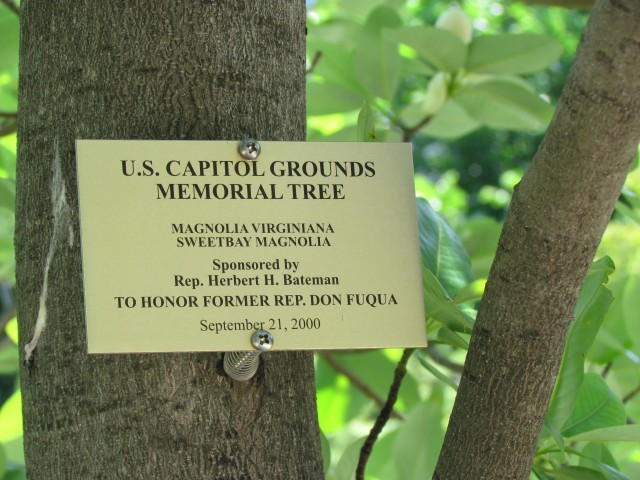 U.S. CAPITOL GROUNDS
MEMORIAL TREE
MAGNOLIA VIRGINIANA
SWEETBAY MAGNOLIA
Sponsored by
Rep. Herbert H. Bateman
TO HONOR FORMER REP. DON FUQUA
September 21, 2000